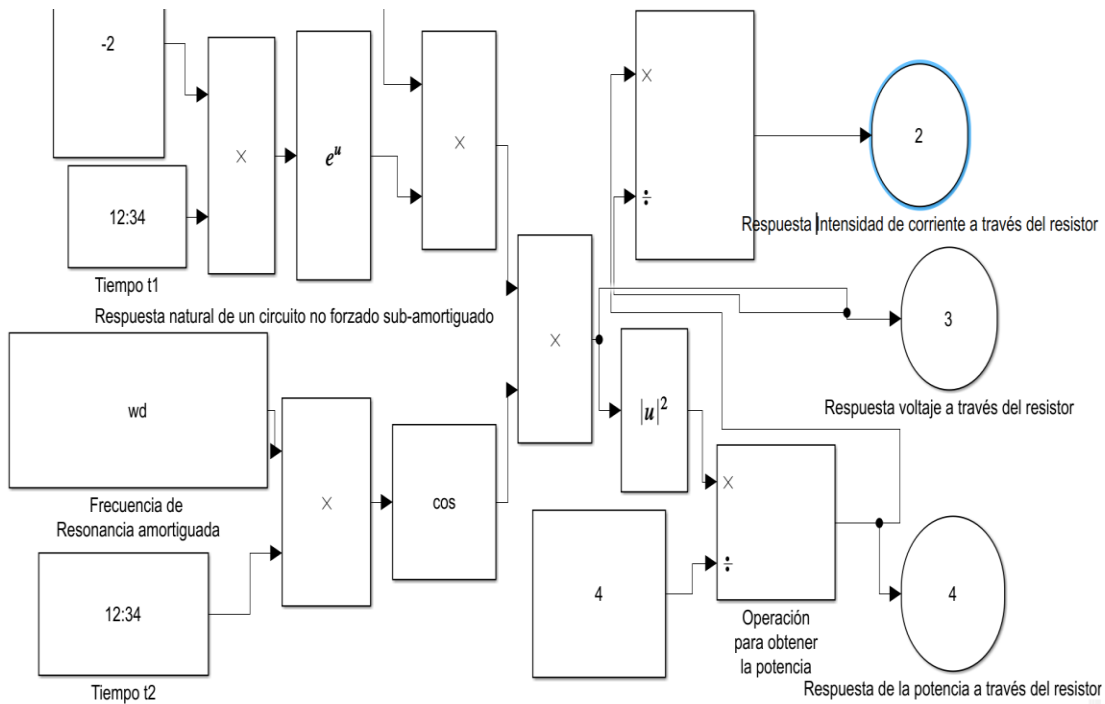 -2
×
e^u
×
×
÷
2
Respuesta Intensidad de corriente a través del resistor
12:34
Tiempo t1
Respuesta natural de un circuito no forzado sub-amortiguado
×
3
Respuesta voltaje a través del resistor
wd
Frecuencia de
Resonancia amortiguada
×
cos
|u|²
×
÷
4
Operación
para obtener
la potencia
4
Respuesta de la potencia a través del resistor
12:34
Tiempo t2